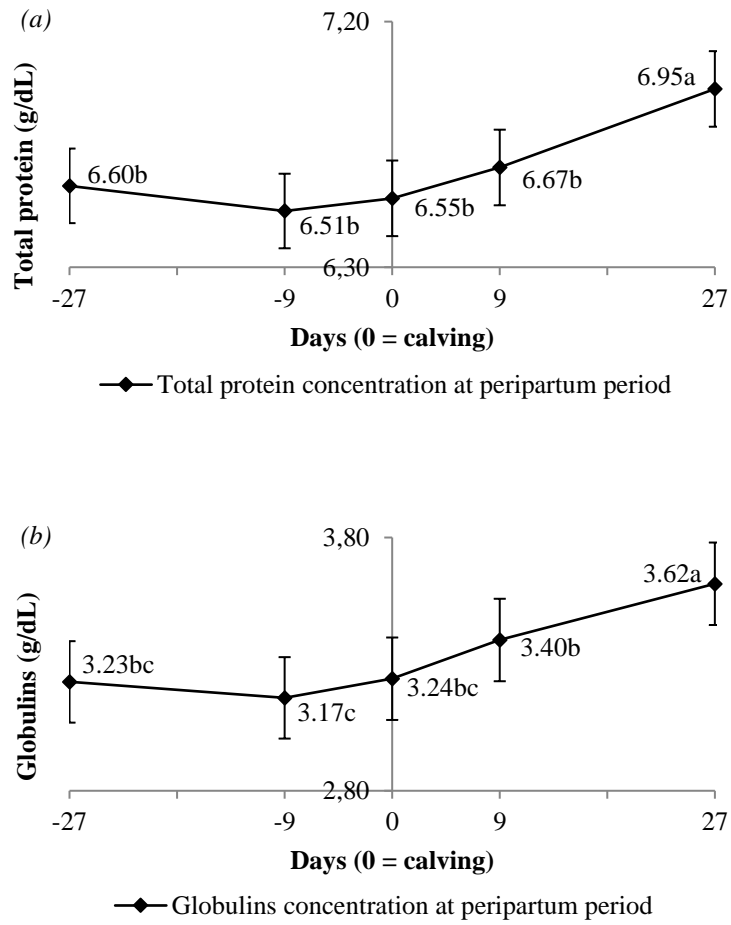 (a)
7,20
Total protein (g/dL)
6.95a
6.60b
6.67b
6.55b
6.51b
6,30
-27 -9 0 9 27
Days (0 = calving)
Total protein concentration at peripartum period
(b)
3,80
Globulins (g/dL)
3.62a
3.23bc
3.40b
3.24bc
3.17c
2,80
-27 -9 0 9 27
Days (0 = calving)
Globulins concentration at peripartum period